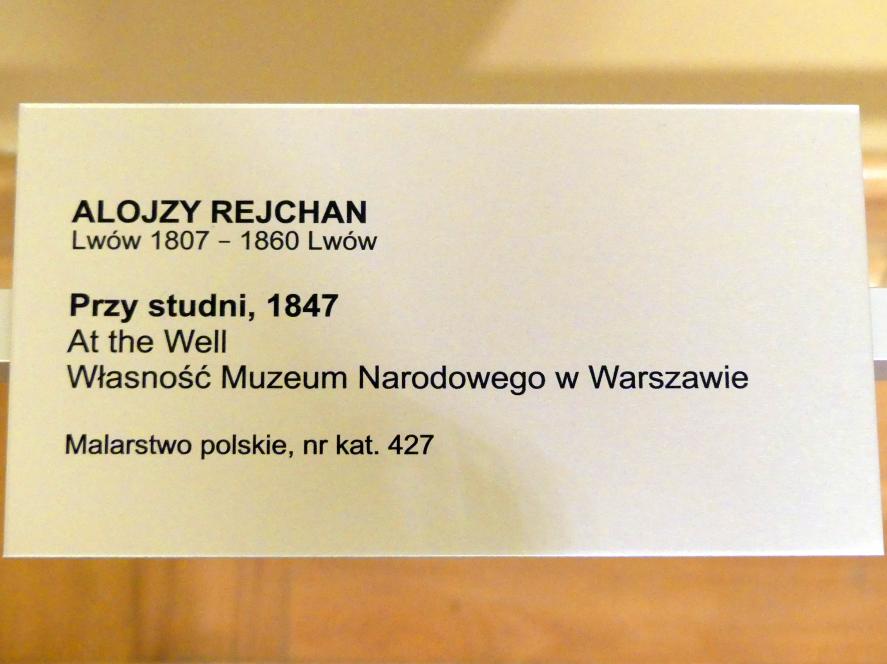 ALOJZY REJCHAN
Lwów 1807 – 1860 Lwów
Przy studni, 1847
At the Well
Własność Muzeum Narodowego w Warszawie
Malarstwo polskie, nr kat. 427